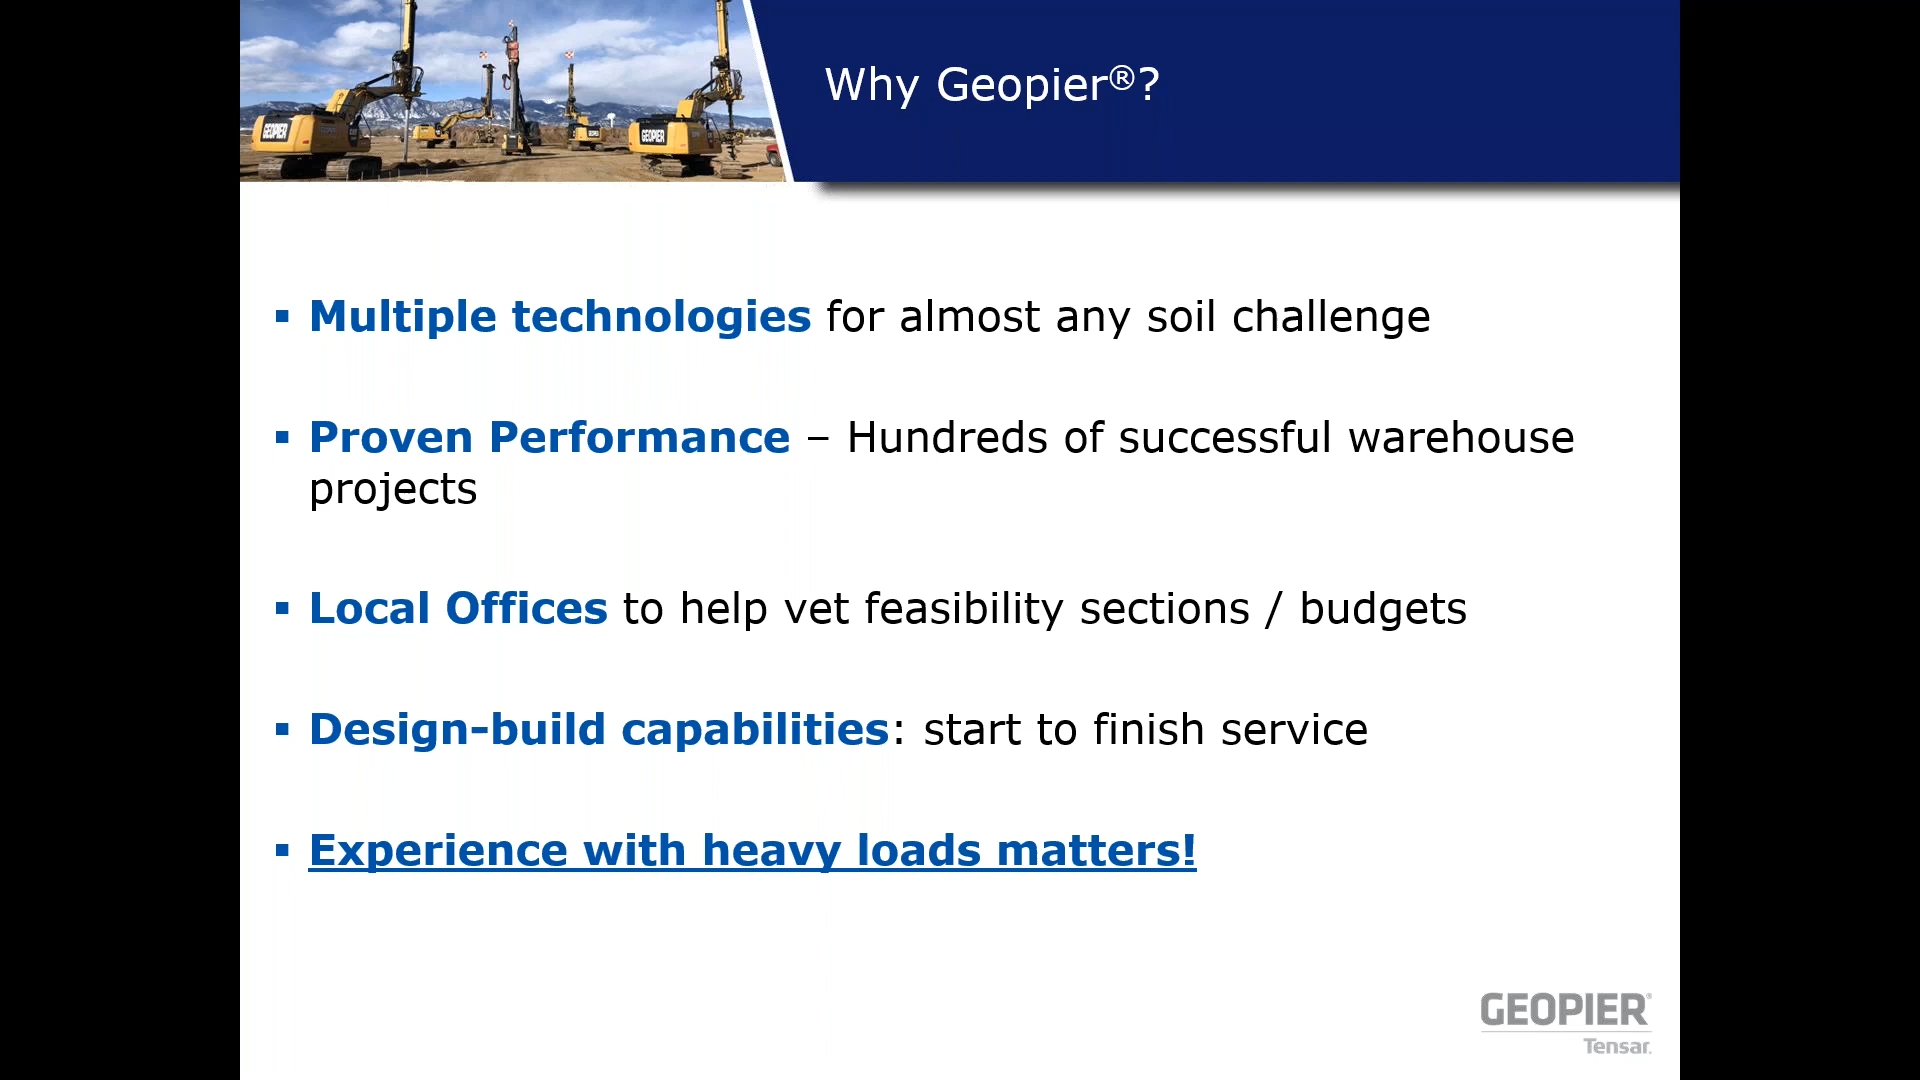 Why Geopier®?
GEOPIER
GEOPIER
▪ Multiple technologies for almost any soil challenge
▪ Proven Performance – Hundreds of successful warehouse
projects
▪ Local Offices to help vet feasibility sections / budgets
▪ Design-build capabilities: start to finish service
▪ Experience with heavy loads matters!
GEOPIER®
Tensar.